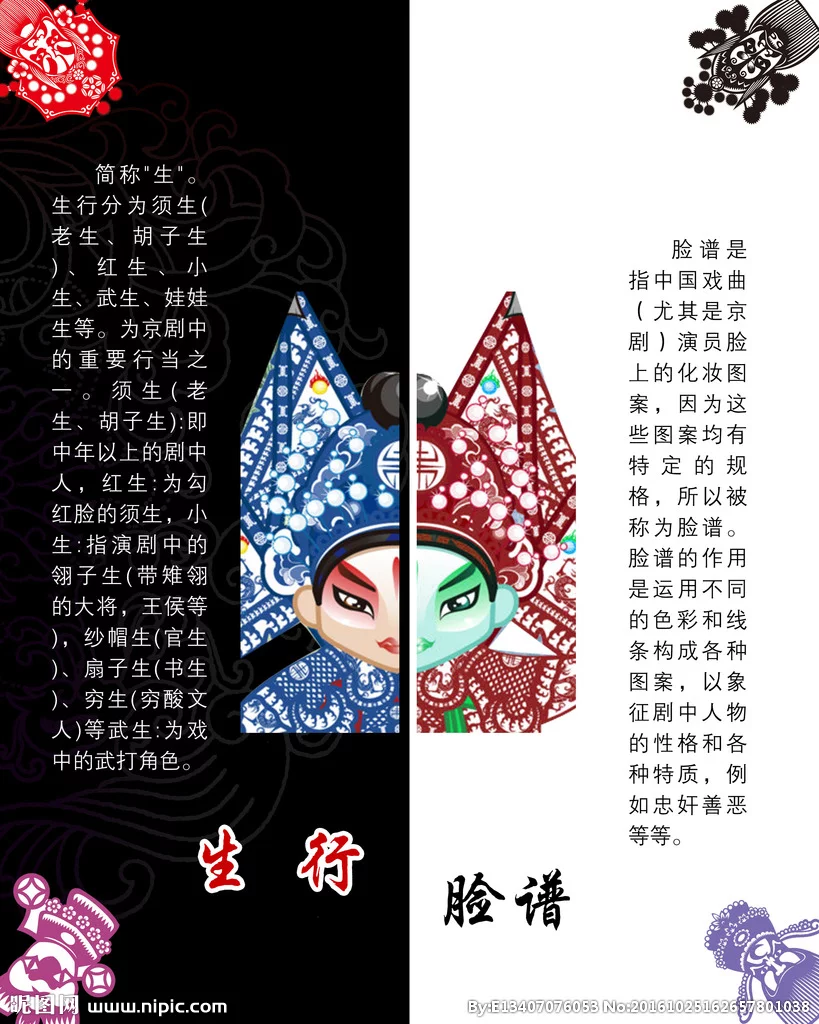 简称"生"。
生行分为须生(
老生、胡子生
)、红生、小
生、武生、娃娃
生等。为京剧中
的重要行当之
一。须生(老
生、胡子生):即
中年以上的剧中
人，红生:为勾
红脸的须生，小
生:指演剧中的
翎子生(带雉翎
的大将，王侯等
)，纱帽生(官生
)、扇子生(书生
)、穷生(穷酸文
人)等武生:为戏
中的武打角色。
生 行
脸谱是
指中国戏曲
（尤其是京
剧）演员脸
上的化妆图
案，因为这
些图案均有
特定的规
格，所以被
称为脸谱。
脸谱的作用
是运用不同
的色彩和线
条构成各种
图案，以象
征剧中人物
的性格和各
种特质，例
如忠奸善恶
等等。
脸谱
昵图网 www.nipic.com
By:E13407076053 No:20161025162657801038